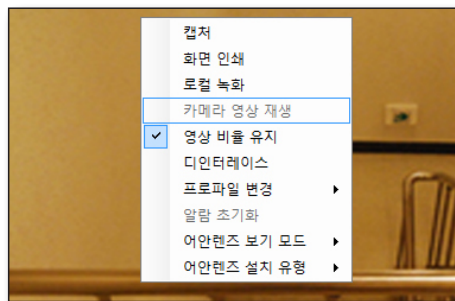 캡처
화면 인쇄
로컬 녹화
카메라 영상 재생
영상 비율 유지
디인터레이스
프로파일 변경
알람 초기화
어안렌즈 보기 모드
어안렌즈 설치 유형